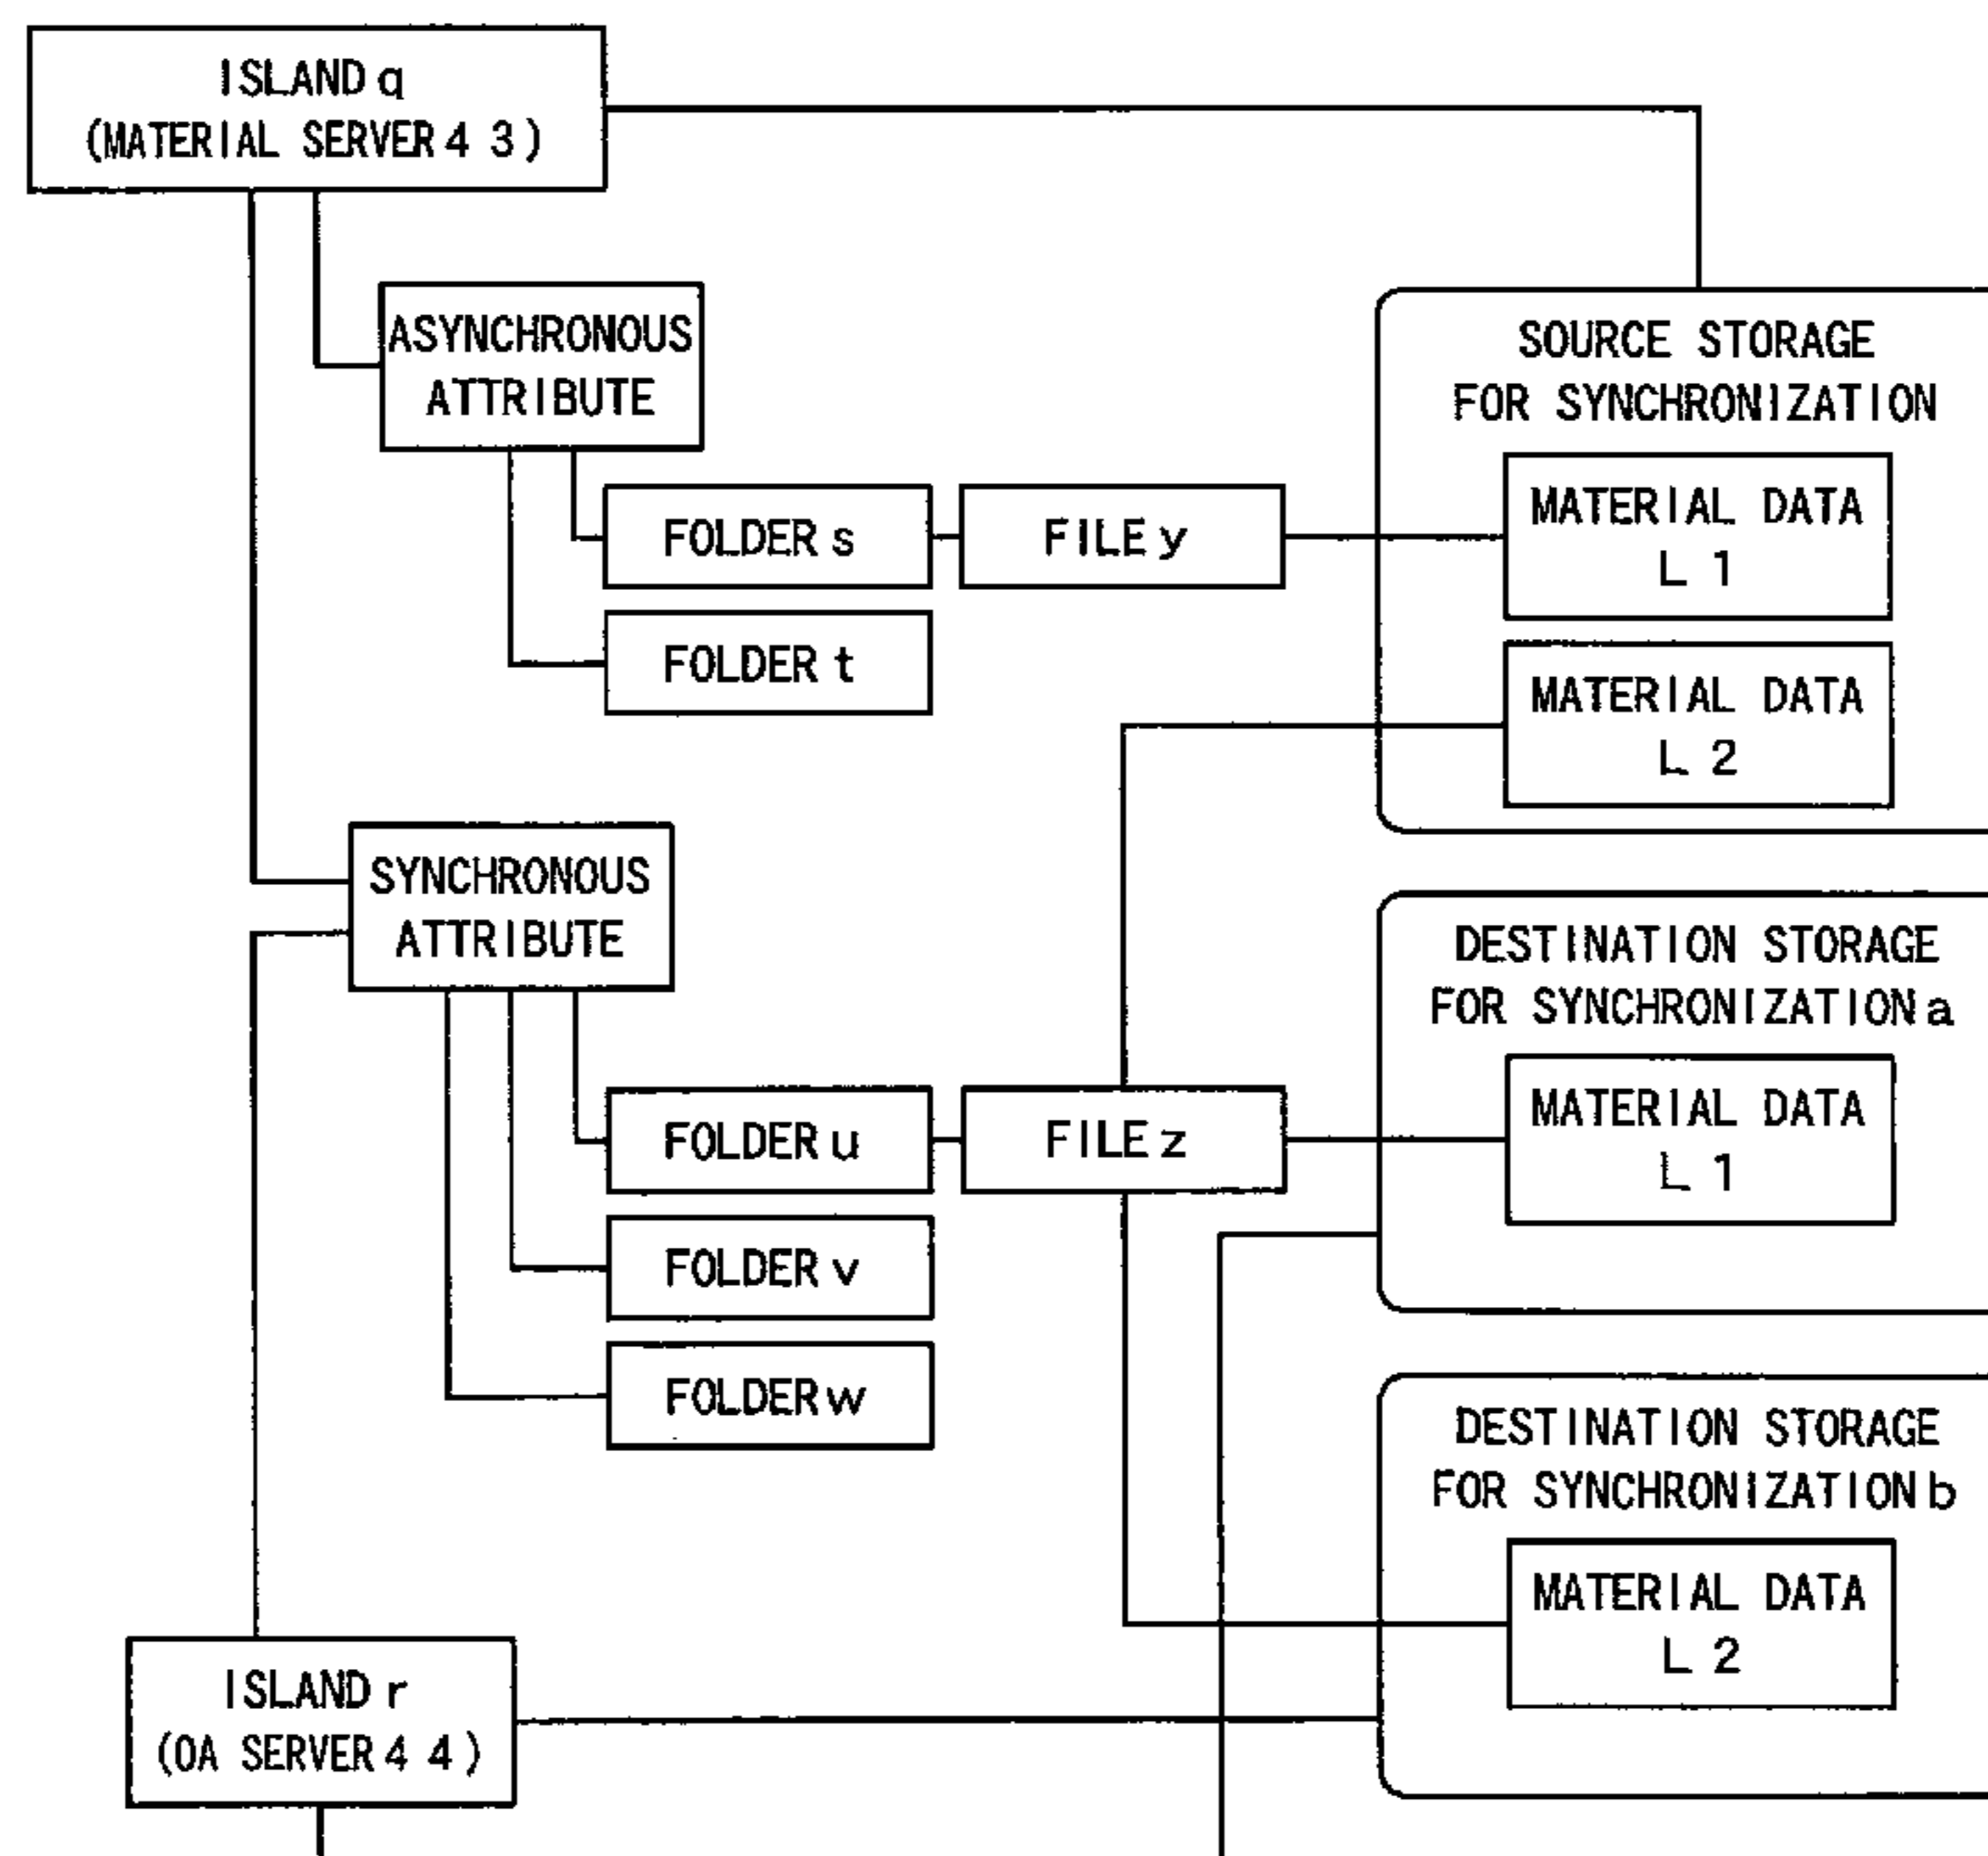 ISLAND q
(MATERIAL SERVER 4 3)
ASYNCHRONOUS
ATTRIBUTE
SOURCE STORAGE
FOR SYNCHRONIZATION
MATERIAL DATA
L 1
FOLDER s
FILE y
FOLDER t
MATERIAL DATA
L 2
SYNCHRONOUS
ATTRIBUTE
DESTINATION STORAGE
FOR SYNCHRONIZATION a
MATERIAL DATA
L 1
FOLDER u
FILE z
FOLDER v
FOLDER w
DESTINATION STORAGE
FOR SYNCHRONIZATION b
MATERIAL DATA
L 2
ISLAND r
(OA SERVER 4 4)